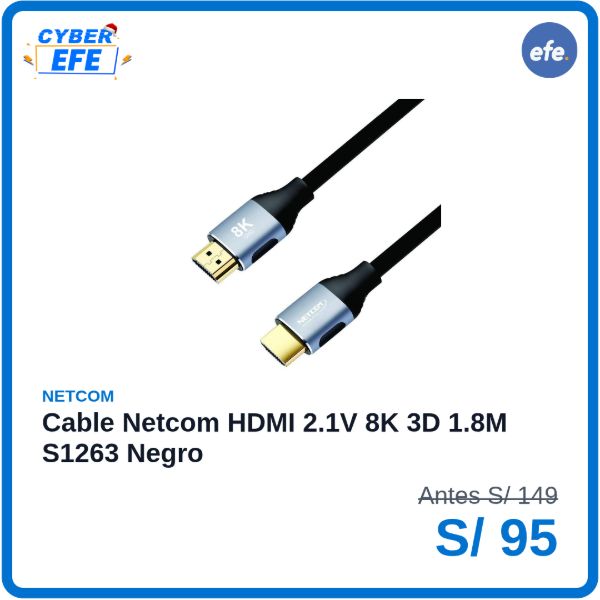 CYBER
EFE
efe.
8K
NETCOM
NETCOM
Cable Netcom HDMI 2.1V 8K 3D 1.8M
S1263 Negro
Antes S/ 149
S/ 95